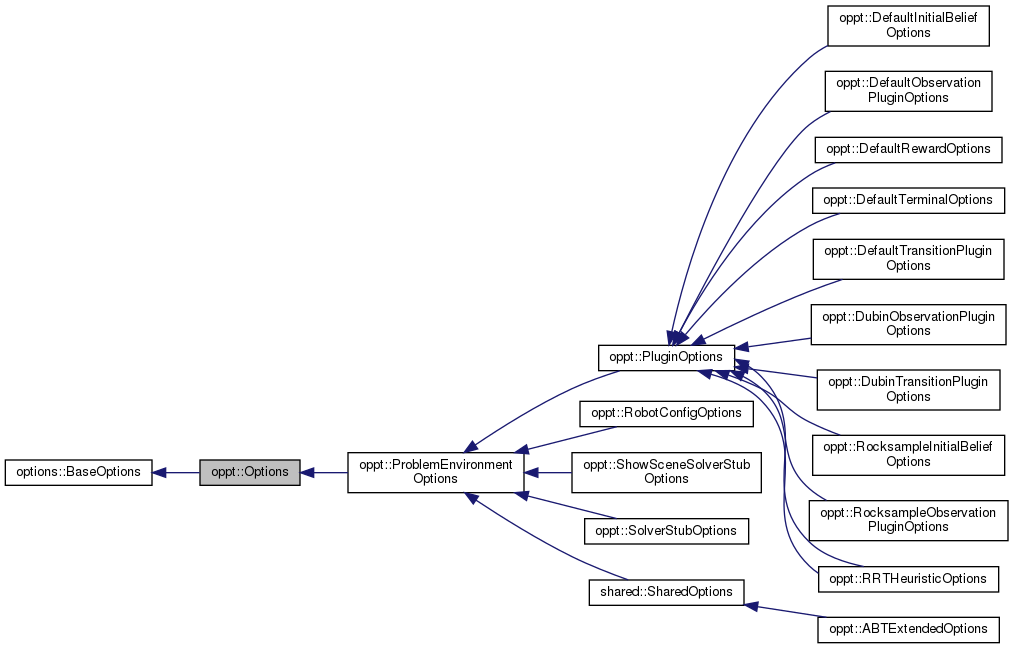 oppt::DefaultInitialBelief
Options
oppt::DefaultObservation
PluginOptions
oppt::DefaultRewardOptions
oppt::DefaultTerminalOptions
oppt::DefaultTransitionPlugin
Options
oppt::DubinObservationPlugin
Options
oppt::PluginOptions
oppt::DubinTransitionPlugin
Options
oppt::RobotConfigOptions
oppt::RocksampleInitialBelief
Options
options::BaseOptions
oppt::Options
oppt::ProblemEnvironment
Options
oppt::ShowSceneSolverStub
Options
oppt::RocksampleObservation
PluginOptions
oppt::SolverStubOptions
oppt::RRTHeuristicOptions
shared::SharedOptions
oppt::ABTExtendedOptions